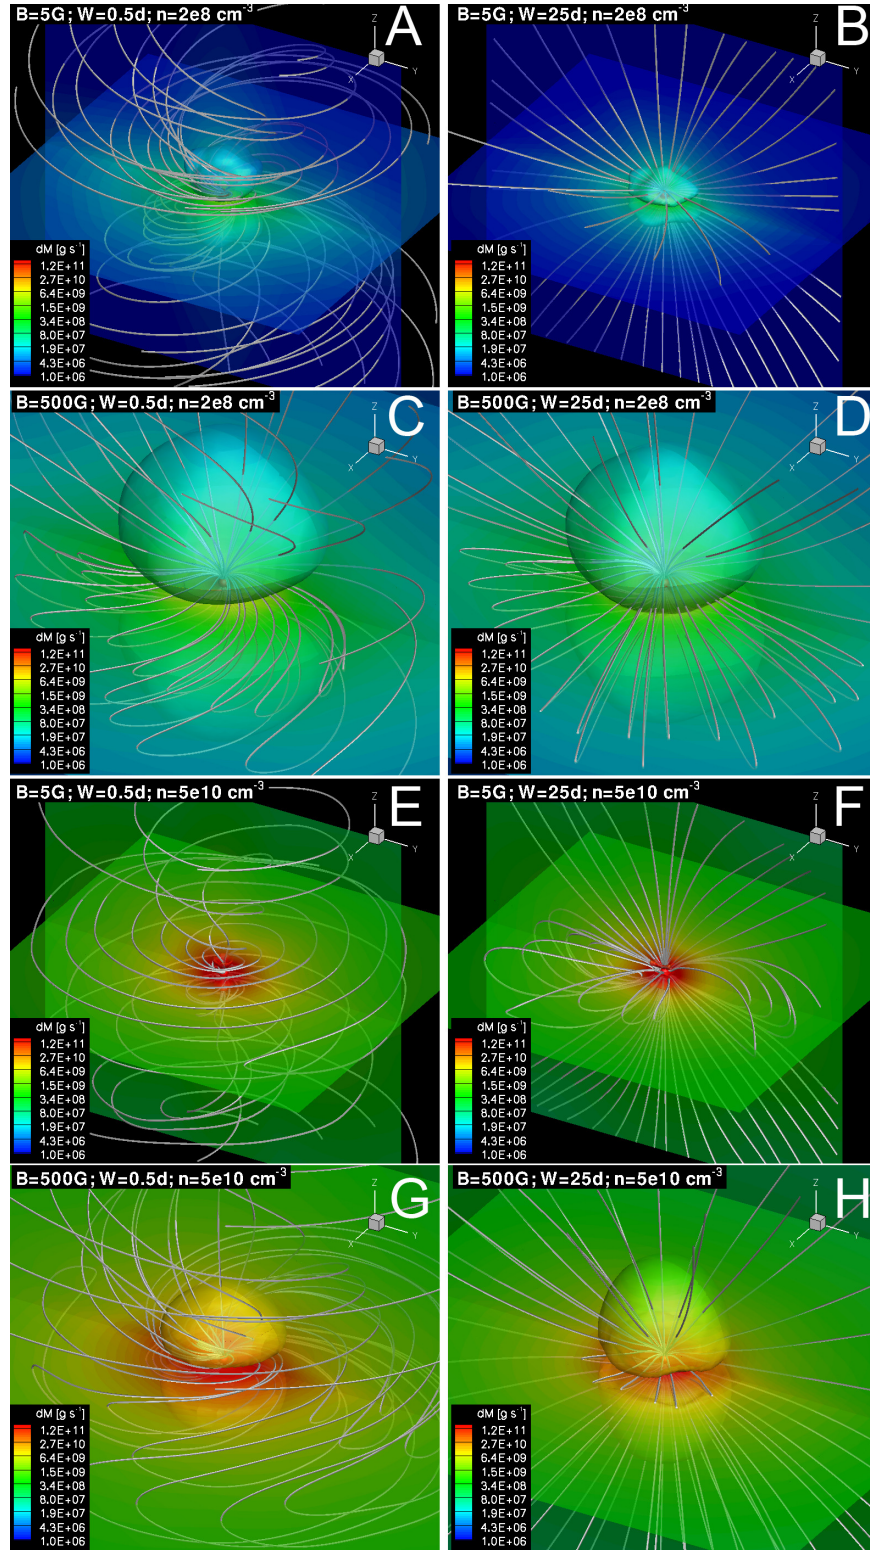 B=5G; W=0.5d; n=2e8 cm⁻³
A
Z
X
Y
dM [g s⁻¹]
1.2E+11
2.7E+10
6.4E+09
1.5E+09
3.4E+08
8.0E+07
1.9E+07
4.3E+06
1.0E+06
B=5G; W=25d; n=2e8 cm⁻³
B
Z
X
Y
dM [g s⁻¹]
1.2E+11
2.7E+10
6.4E+09
1.5E+09
3.4E+08
8.0E+07
1.9E+07
4.3E+06
1.0E+06
B=500G; W=0.5d; n=2e8 cm⁻³
C
Z
X
Y
dM [g s⁻¹]
1.2E+11
2.7E+10
6.4E+09
1.5E+09
3.4E+08
8.0E+07
1.9E+07
4.3E+06
1.0E+06
B=500G; W=25d; n=2e8 cm⁻³
D
Z
X
Y
dM [g s⁻¹]
1.2E+11
2.7E+10
6.4E+09
1.5E+09
3.4E+08
8.0E+07
1.9E+07
4.3E+06
1.0E+06
B=5G; W=0.5d; n=5e10 cm⁻³
E
Z
X
Y
dM [g s⁻¹]
1.2E+11
2.7E+10
6.4E+09
1.5E+09
3.4E+08
8.0E+07
1.9E+07
4.3E+06
1.0E+06
B=5G; W=25d; n=5e10 cm⁻³
F
Z
X
Y
dM [g s⁻¹]
1.2E+11
2.7E+10
6.4E+09
1.5E+09
3.4E+08
8.0E+07
1.9E+07
4.3E+06
1.0E+06
B=500G; W=0.5d; n=5e10 cm⁻³
G
Z
X
Y
dM [g s⁻¹]
1.2E+11
2.7E+10
6.4E+09
1.5E+09
3.4E+08
8.0E+07
1.9E+07
4.3E+06
1.0E+06
B=500G; W=25d; n=5e10 cm⁻³
H
Z
X
Y
dM [g s⁻¹]
1.2E+11
2.7E+10
6.4E+09
1.5E+09
3.4E+08
8.0E+07
1.9E+07
4.3E+06
1.0E+06